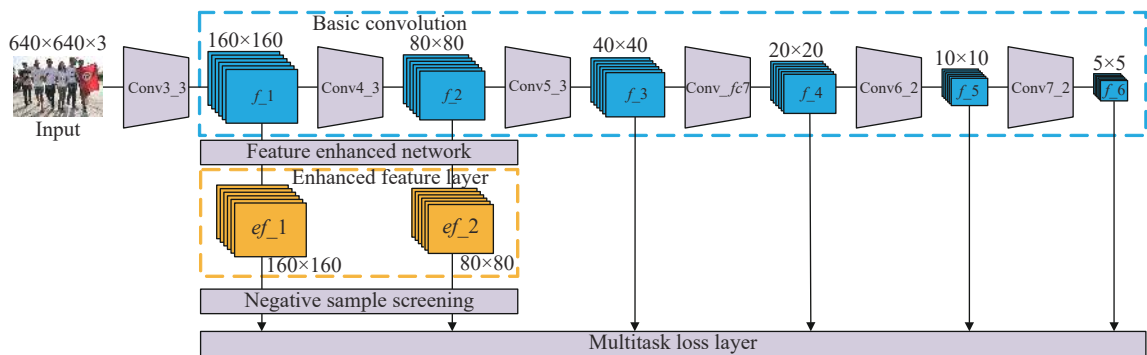 Basic convolution
640×640×3
160×160
80×80
40×40
20×20
10×10
5×5
Conv3_3
f_1
Conv4_3
f_2
Conv5_3
f_3
Conv_fc7
f_4
Conv6_2
f_5
Conv7_2
f_6
Input
Feature enhanced network
Enhanced feature layer
ef_1
ef_2
160×160
80×80
Negative sample screening
Multitask loss layer